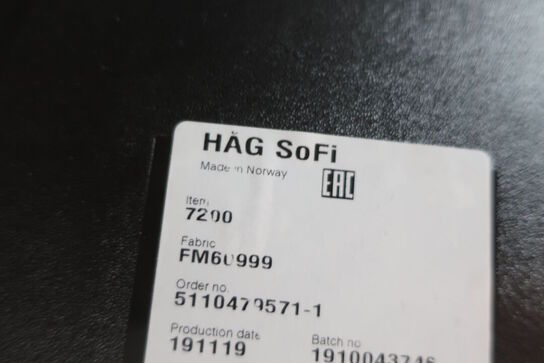 HÅG SoFi
Made in Norway
EAC
Item
7200
Fabric
FM60999
Order no.
5110479571-1
Production date
Batch no
191119
1910043746